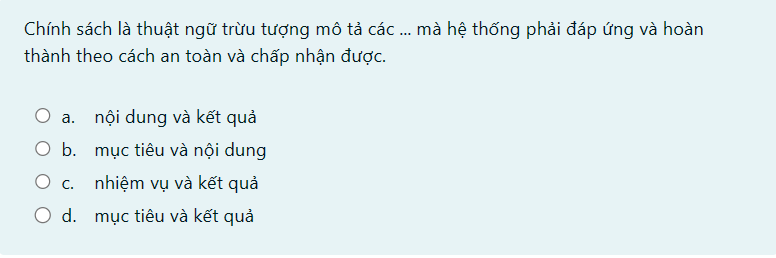 Chính sách là thuật ngữ trừu tượng mô tả các ... mà hệ thống phải đáp ứng và hoàn
thành theo cách an toàn và chấp nhận được.
a. nội dung và kết quả
b. mục tiêu và nội dung
c. nhiệm vụ và kết quả
d. mục tiêu và kết quả